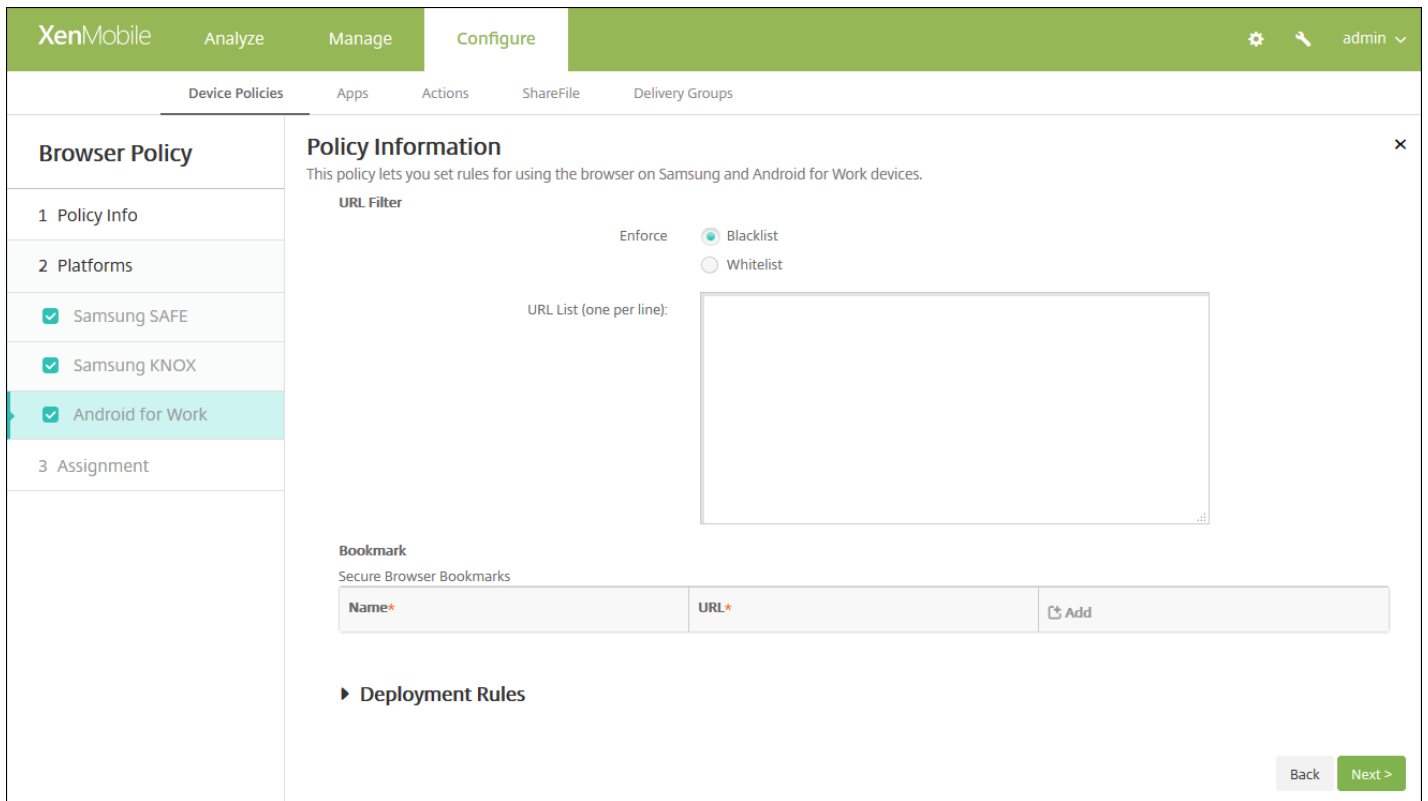 XenMobile Analyze Manage Configure admin
Device Policies Apps Actions ShareFile Delivery Groups
Browser Policy
1 Policy Info
2 Platforms
Samsung SAFE
Samsung KNOX
Android for Work
3 Assignment
Policy Information
This policy lets you set rules for using the browser on Samsung and Android for Work devices.
URL Filter
Enforce Blacklist
Whitelist
URL List (one per line):
Bookmark
Secure Browser Bookmarks
Name* URL* Add
Deployment Rules
Back Next >